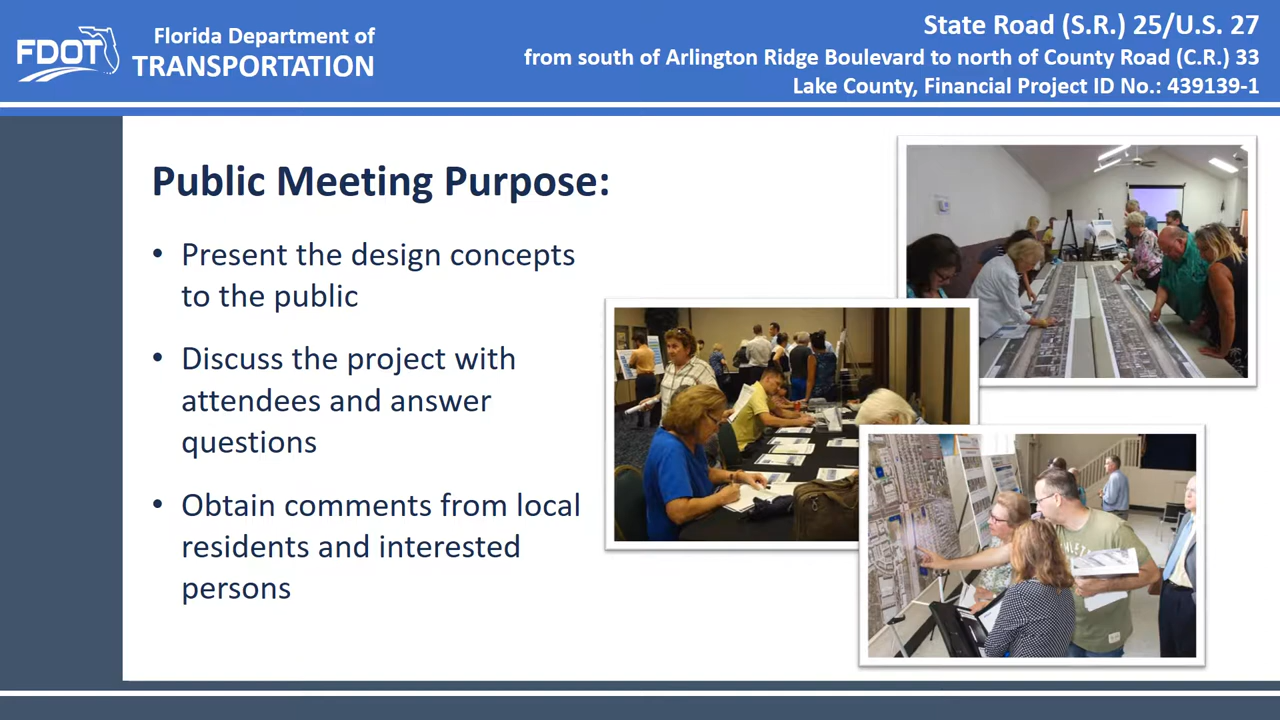 FDOT
Florida Department of
TRANSPORTATION
State Road (S.R.) 25/U.S. 27
from south of Arlington Ridge Boulevard to north of County Road (C.R.) 33
Lake County, Financial Project ID No.: 439139-1
Public Meeting Purpose:
• Present the design concepts
to the public
• Discuss the project with
attendees and answer
questions
• Obtain comments from local
residents and interested
persons